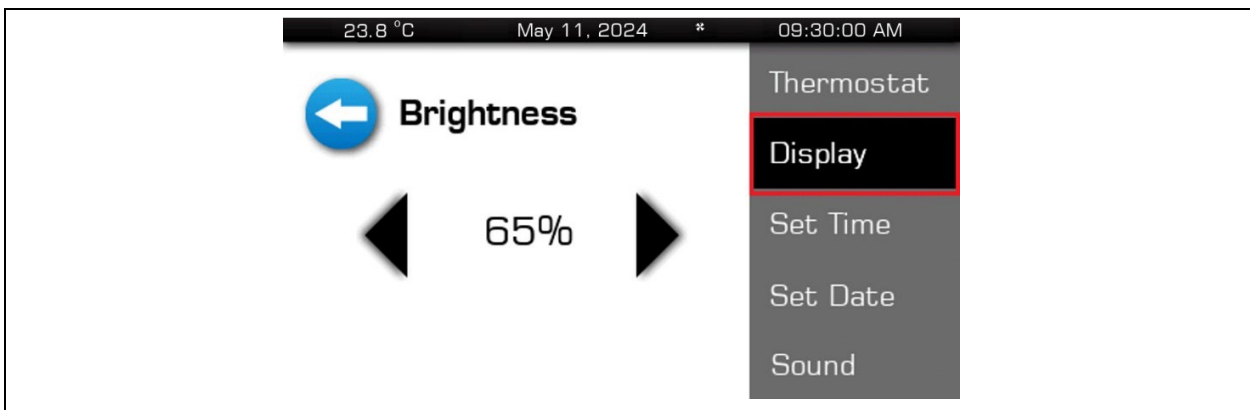 23.8 °C May 11, 2024 * 09:30:00 AM
Brightness
65%
Thermostat
Display
Set Time
Set Date
Sound